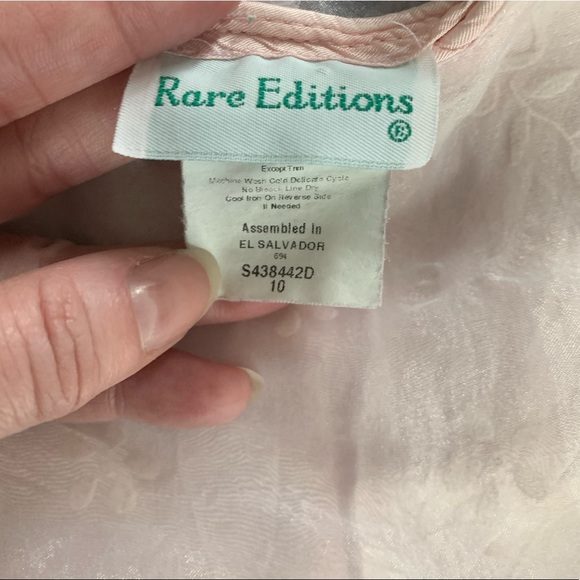 Rare Editions
®
Except Trim
Machine Wash Cold Delicate Cycle
No Bleach Line Dry
Cool Iron On Reverse Side
If Needed
Assembled In
EL SALVADOR
694
S438442D
10